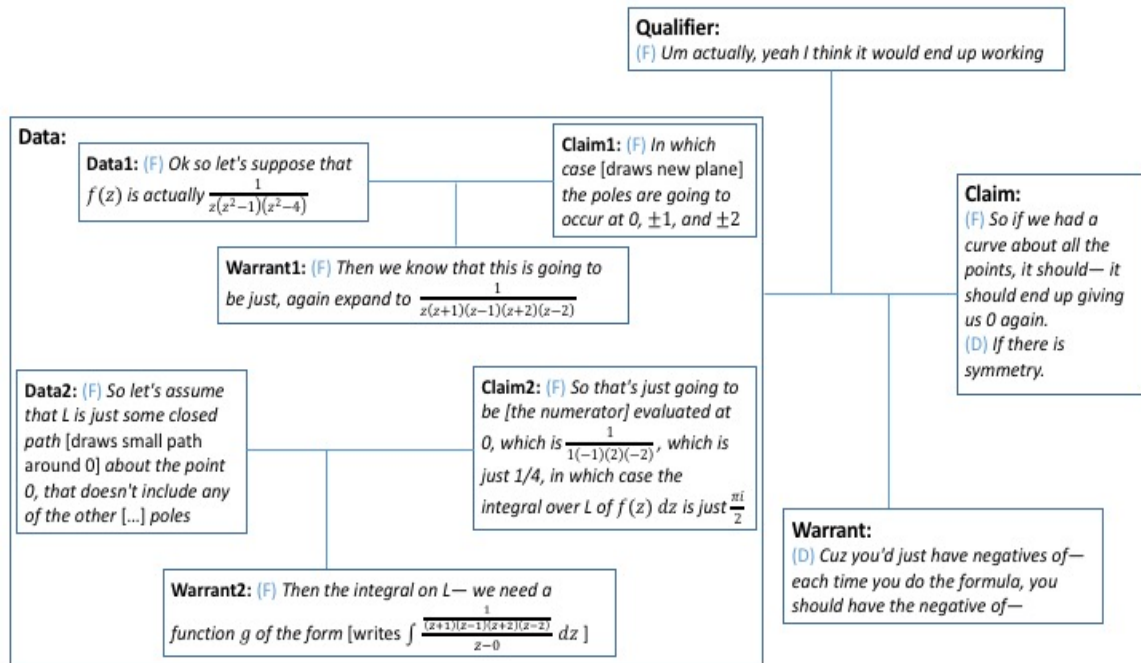 Qualifier:
(F) Um actually, yeah I think it would end up working
Data:
Data1: (F) Ok so let's suppose that
f(z) is actually 1/(z(z²−1)(z²−4))
Claim1: (F) In which
case [draws new plane]
the poles are going to
occur at 0, ±1, and ±2
Warrant1: (F) Then we know that this is going to
be just, again expand to 1/(z(z+1)(z−1)(z+2)(z−2))
Claim:
(F) So if we had a
curve about all the
points, it should— it
should end up giving
us 0 again.
(D) If there is
symmetry.
Data2: (F) So let's assume
that L is just some closed
path [draws small path
around 0] about the point
0, that doesn't include any
of the other [...] poles
Claim2: (F) So that's just going to
be [the numerator] evaluated at
0, which is 1/(1(−1)(2)(−2)), which is
just 1/4, in which case the
integral over L of f(z) dz is just πi/2
Warrant2: (F) Then the integral on L— we need a
function g of the form [writes ∫ (1/((z+1)(z−1)(z+2)(z−2)))/(z−0) dz ]
Warrant:
(D) Cuz you'd just have negatives of—
each time you do the formula, you
should have the negative of—